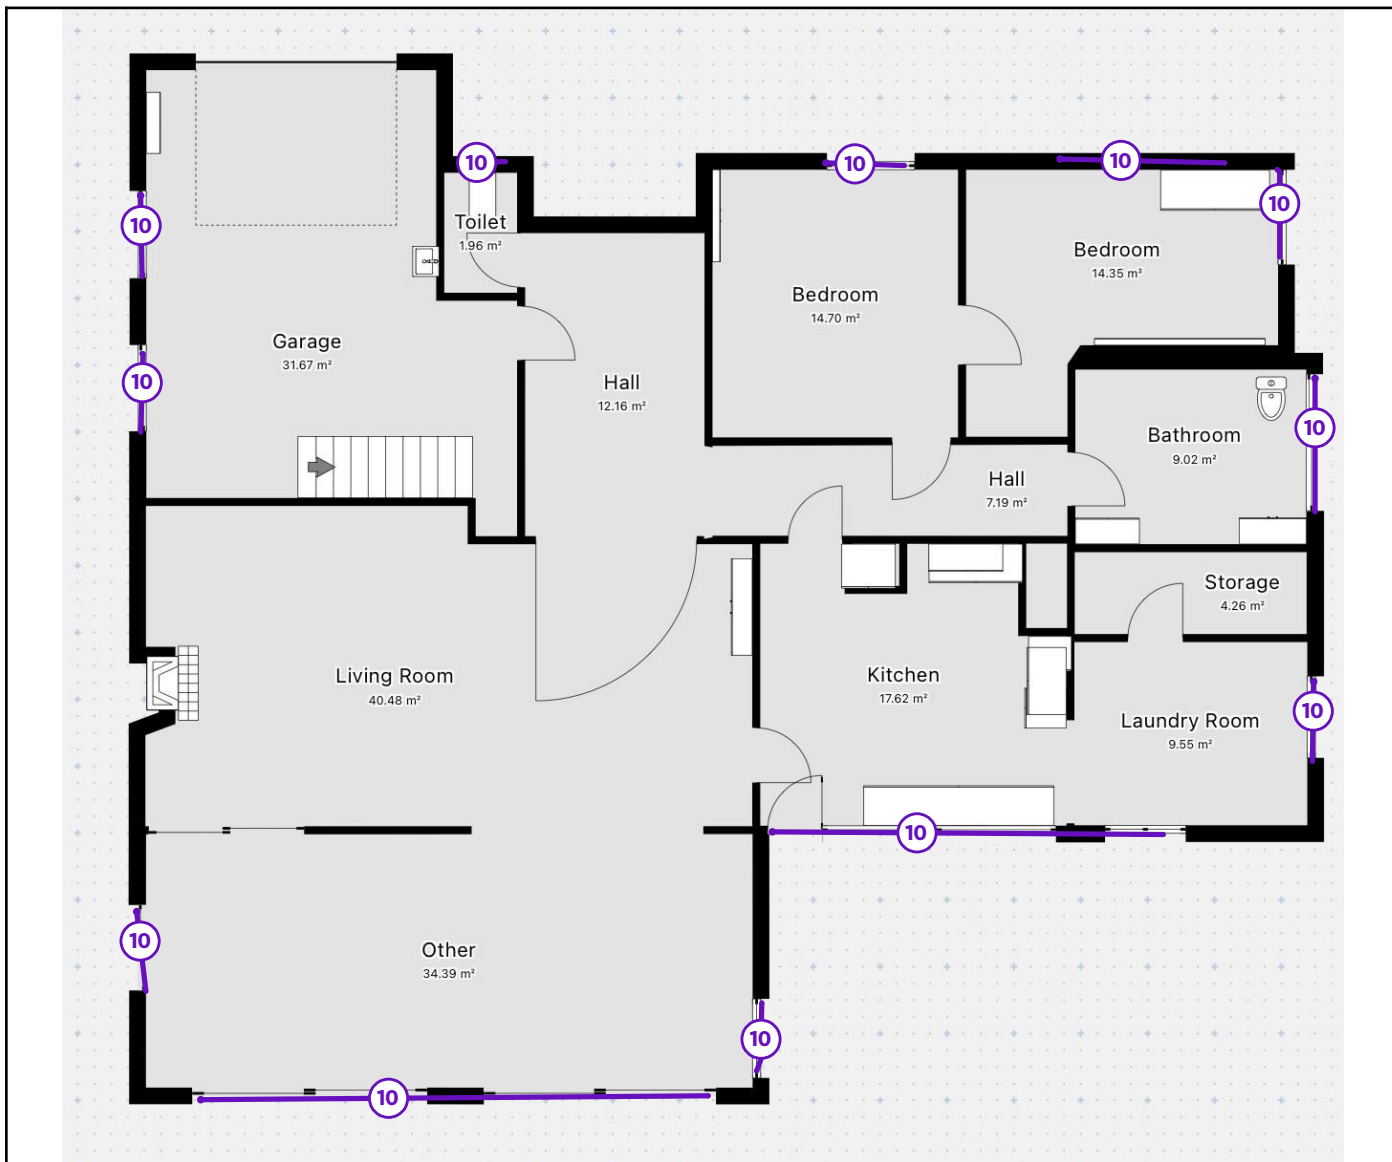 10
10
10
10
10
Toilet
1.96 m²
10
Bedroom
14.35 m²
Bedroom
14.70 m²
Garage
31.67 m²
10
Hall
12.16 m²
10
Bathroom
9.02 m²
Hall
7.19 m²
Storage
4.26 m²
Living Room
40.48 m²
Kitchen
17.62 m²
10
Laundry Room
9.55 m²
10
10
Other
34.39 m²
10
10